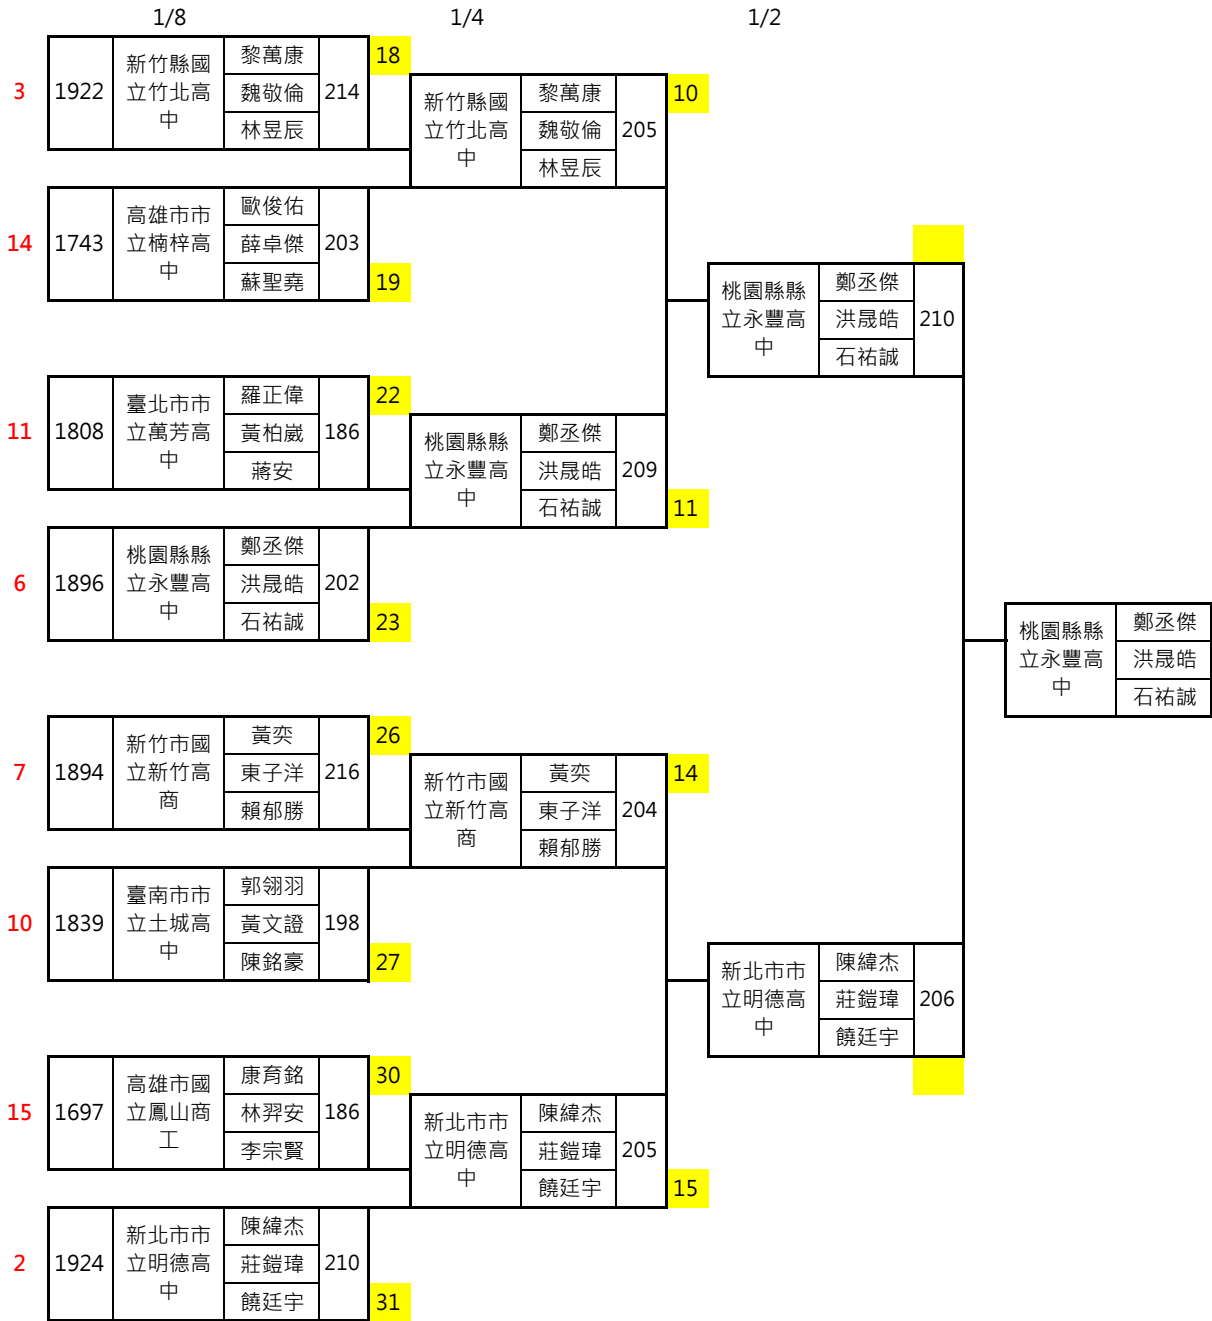 1/8
1/4
1/2
3
1922
新竹縣國
立竹北高
中
黎萬康
魏敬倫
林昱辰
214
18
新竹縣國
立竹北高
中
黎萬康
魏敬倫
林昱辰
205
10
14
1743
高雄市市
立楠梓高
中
歐俊佑
薛卓傑
蘇聖堯
203
19
桃園縣縣
立永豐高
中
鄭丞傑
洪晟皓
石祐誠
210
11
1808
臺北市市
立萬芳高
中
羅正偉
黃柏崴
蔣安
186
22
桃園縣縣
立永豐高
中
鄭丞傑
洪晟皓
石祐誠
209
11
6
1896
桃園縣縣
立永豐高
中
鄭丞傑
洪晟皓
石祐誠
202
23
桃園縣縣
立永豐高
中
鄭丞傑
洪晟皓
石祐誠
7
1894
新竹市國
立新竹高
商
黃奕
東子洋
賴郁勝
216
26
新竹市國
立新竹高
商
黃奕
東子洋
賴郁勝
204
14
10
1839
臺南市市
立土城高
中
郭翎羽
黃文證
陳銘豪
198
27
新北市市
立明德高
中
陳緯杰
莊鎧瑋
饒廷宇
206
15
1697
高雄市國
立鳳山商
工
康育銘
林羿安
李宗賢
186
30
新北市市
立明德高
中
陳緯杰
莊鎧瑋
饒廷宇
205
15
2
1924
新北市市
立明德高
中
陳緯杰
莊鎧瑋
饒廷宇
210
31